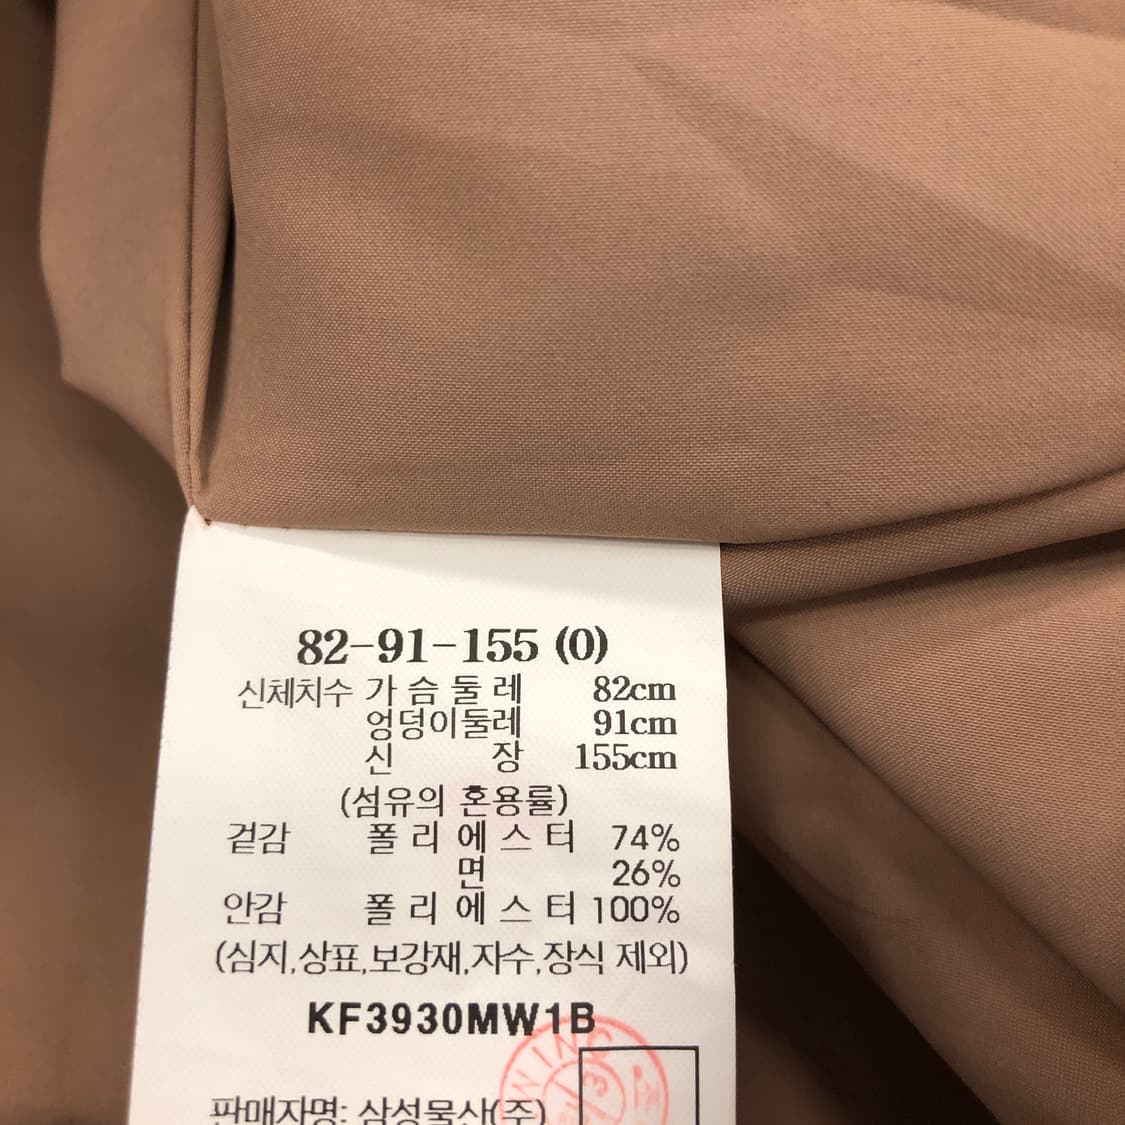 82-91-155 (0)
신체치수 가 슴 둘 레 82cm
엉덩이둘레 91cm
신 장 155cm
(섬유의 혼용률)
겉감 폴 리 에 스 터 74%
면 26%
안감 폴 리 에 스 터 100%
(심지,상표,보강재,자수,장식 제외)
KF3930MW1B
판매자명: 삼성물산(주)